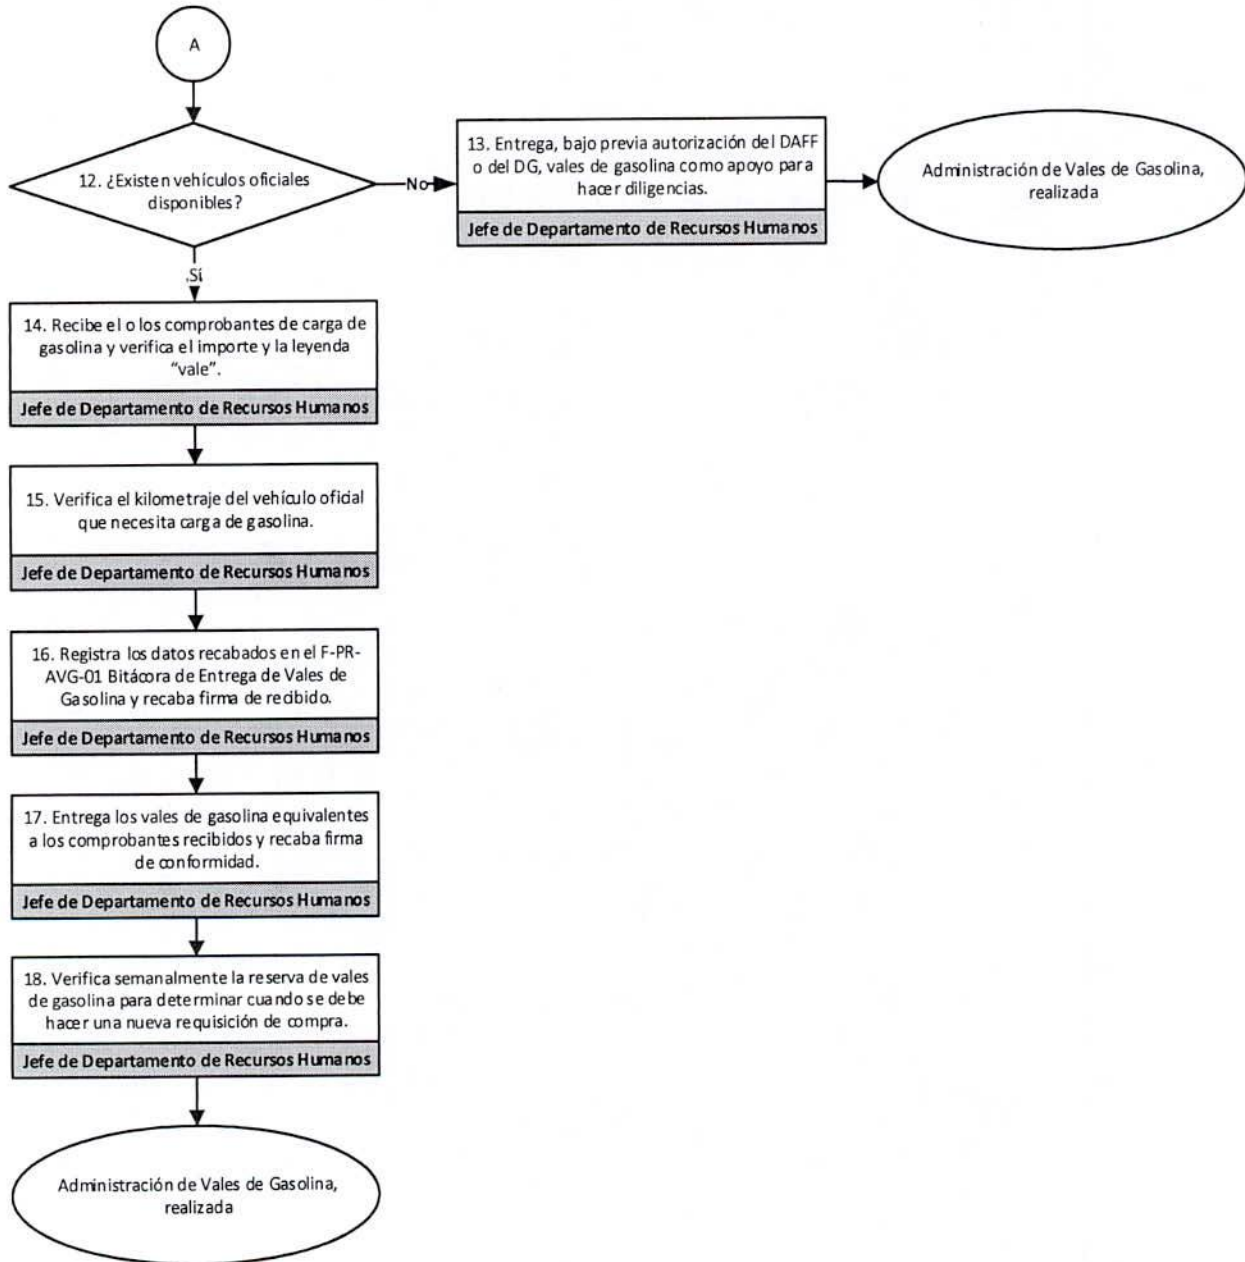 A
12. ¿Existen vehículos oficiales
disponibles?
No
13. Entrega, bajo previa autorización del DAFF
o del DG, vales de gasolina como apoyo para
hacer diligencias.
Jefe de Departamento de Recursos Humanos
Administración de Vales de Gasolina,
realizada
Sí
14. Recibe el o los comprobantes de carga de
gasolina y verifica el importe y la leyenda
“vale”.
Jefe de Departamento de Recursos Humanos
15. Verifica el kilometraje del vehículo oficial
que necesita carga de gasolina.
Jefe de Departamento de Recursos Humanos
16. Registra los datos recabados en el F-PR-
AVG-01 Bitácora de Entrega de Vales de
Gasolina y recaba firma de recibido.
Jefe de Departamento de Recursos Humanos
17. Entrega los vales de gasolina equivalentes
a los comprobantes recibidos y recaba firma
de conformidad.
Jefe de Departamento de Recursos Humanos
18. Verifica semanalmente la reserva de vales
de gasolina para determinar cuando se debe
hacer una nueva requisición de compra.
Jefe de Departamento de Recursos Humanos
Administración de Vales de Gasolina,
realizada